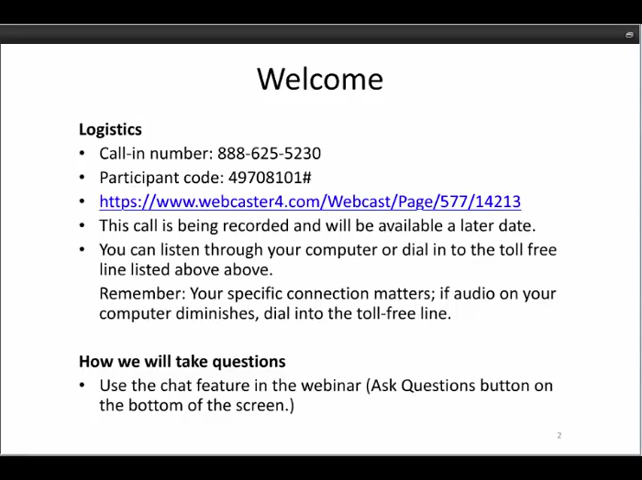 Welcome
Logistics
• Call-in number: 888-625-5230
• Participant code: 49708101#
• https://www.webcaster4.com/Webcast/Page/577/14213
• This call is being recorded and will be available a later date.
• You can listen through your computer or dial in to the toll free
line listed above above.
Remember: Your specific connection matters; if audio on your
computer diminishes, dial into the toll-free line.
How we will take questions
• Use the chat feature in the webinar (Ask Questions button on
the bottom of the screen.)
2